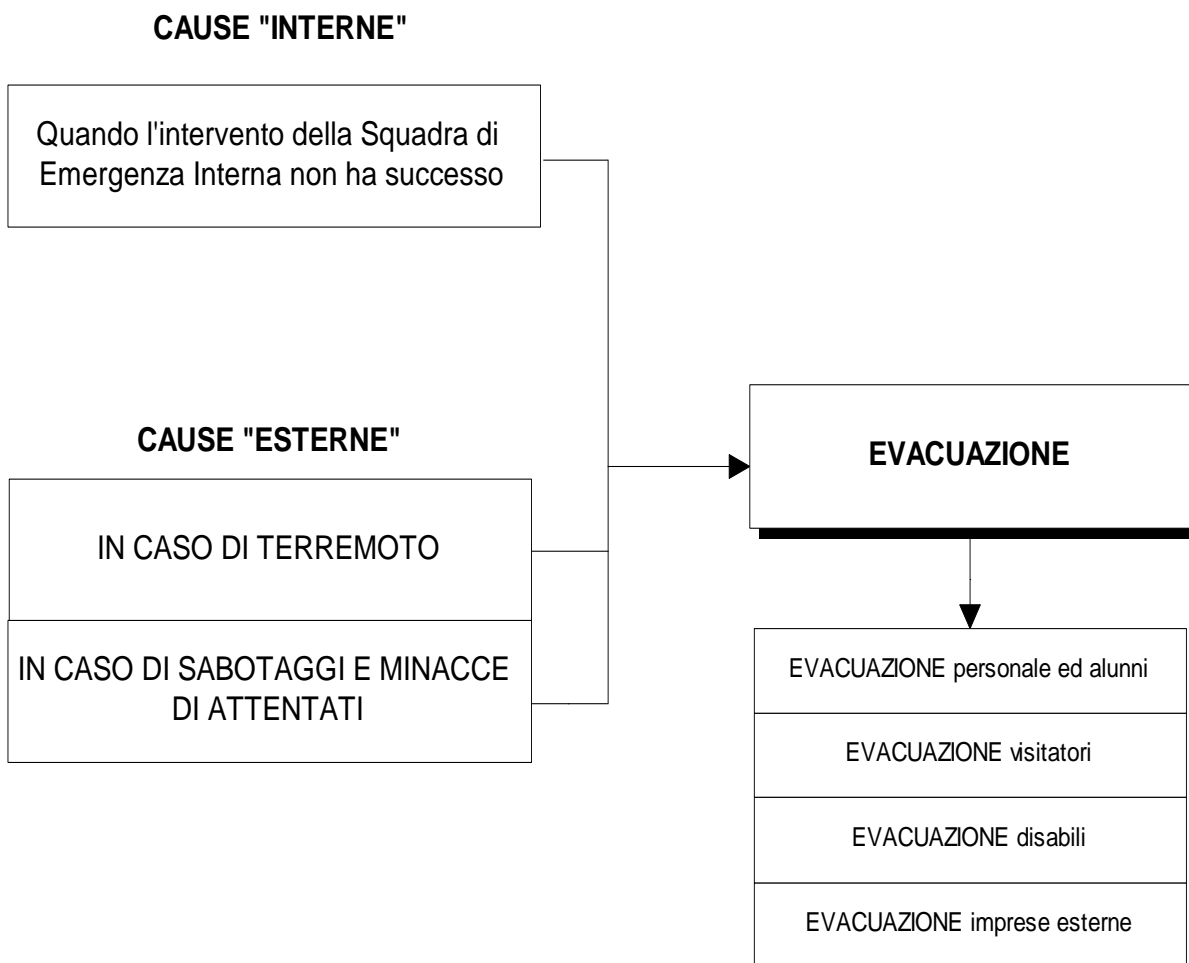 CAUSE "INTERNE"
Quando l'intervento della Squadra di
Emergenza Interna non ha successo
CAUSE "ESTERNE"
IN CASO DI TERREMOTO
IN CASO DI SABOTAGGI E MINACCE
DI ATTENTATI
EVACUAZIONE
EVACUAZIONE personale ed alunni
EVACUAZIONE visitatori
EVACUAZIONE disabili
EVACUAZIONE imprese esterne